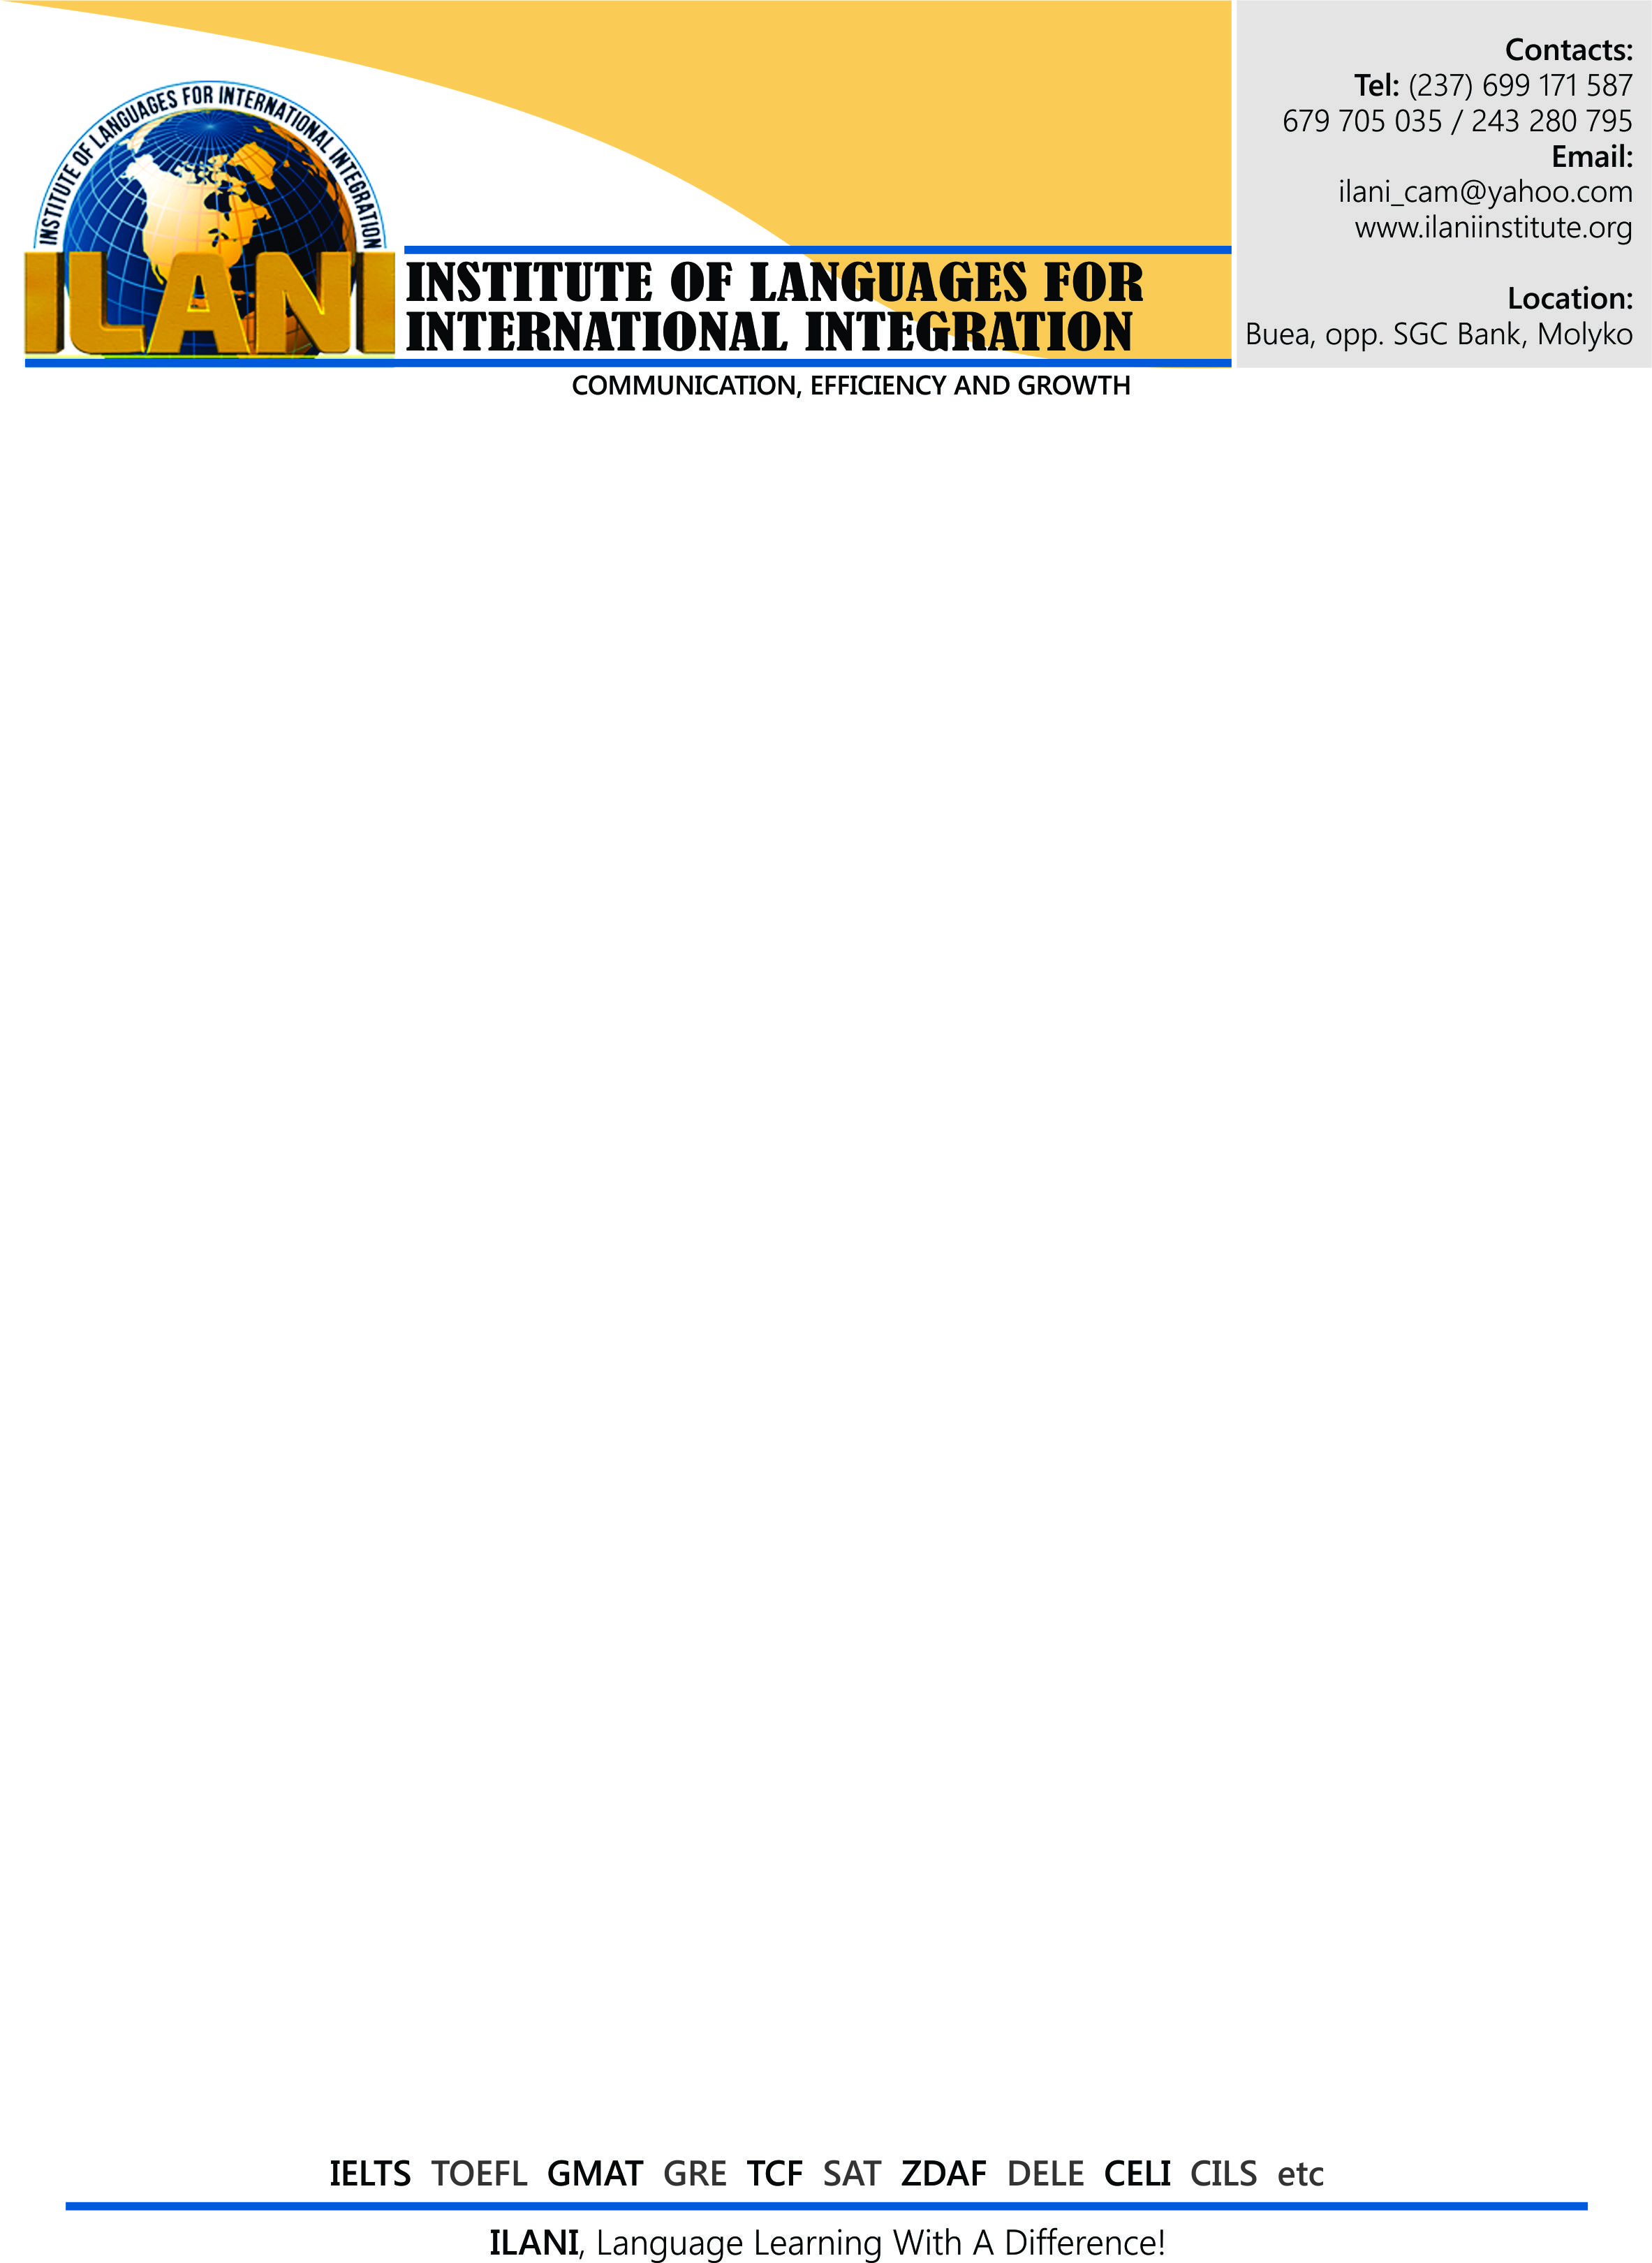 INSTITUTE OF LANGUAGES FOR INTERNATIONAL INTEGRATION
ILANI
INSTITUTE OF LANGUAGES FOR
INTERNATIONAL INTEGRATION
COMMUNICATION, EFFICIENCY AND GROWTH
Contacts:
Tel: (237) 699 171 587
679 705 035 / 243 280 795
Email:
ilani_cam@yahoo.com
www.ilaniinstitute.org
Location:
Buea, opp. SGC Bank, Molyko
IELTS TOEFL GMAT GRE TCF SAT ZDAF DELE CELI CILS etc
ILANI, Language Learning With A Difference!